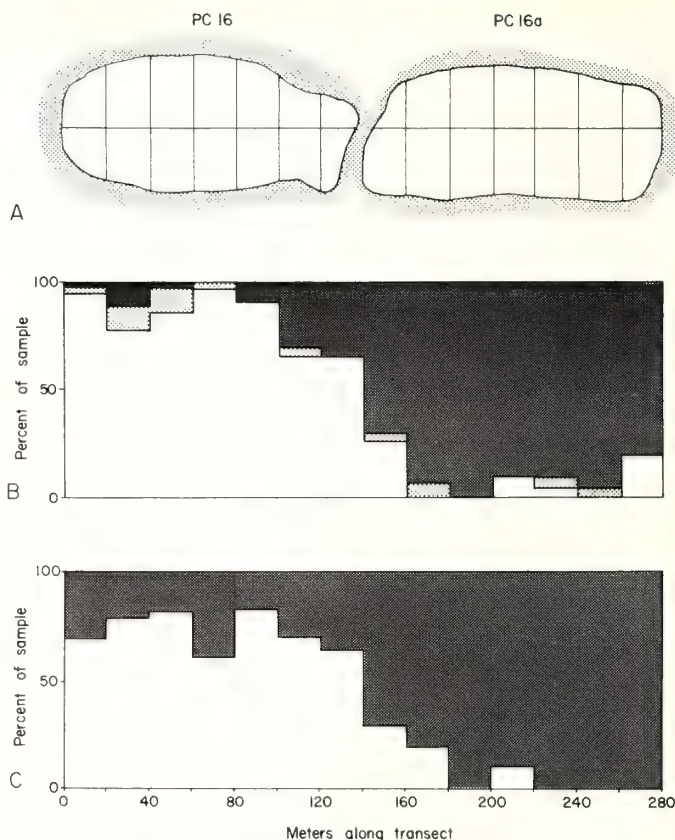 PC 16 PC 16a
A
100
50
0
Percent of sample
B
100
50
0
Percent of sample
C
0 40 80 120 160 200 240 280
Meters along transect